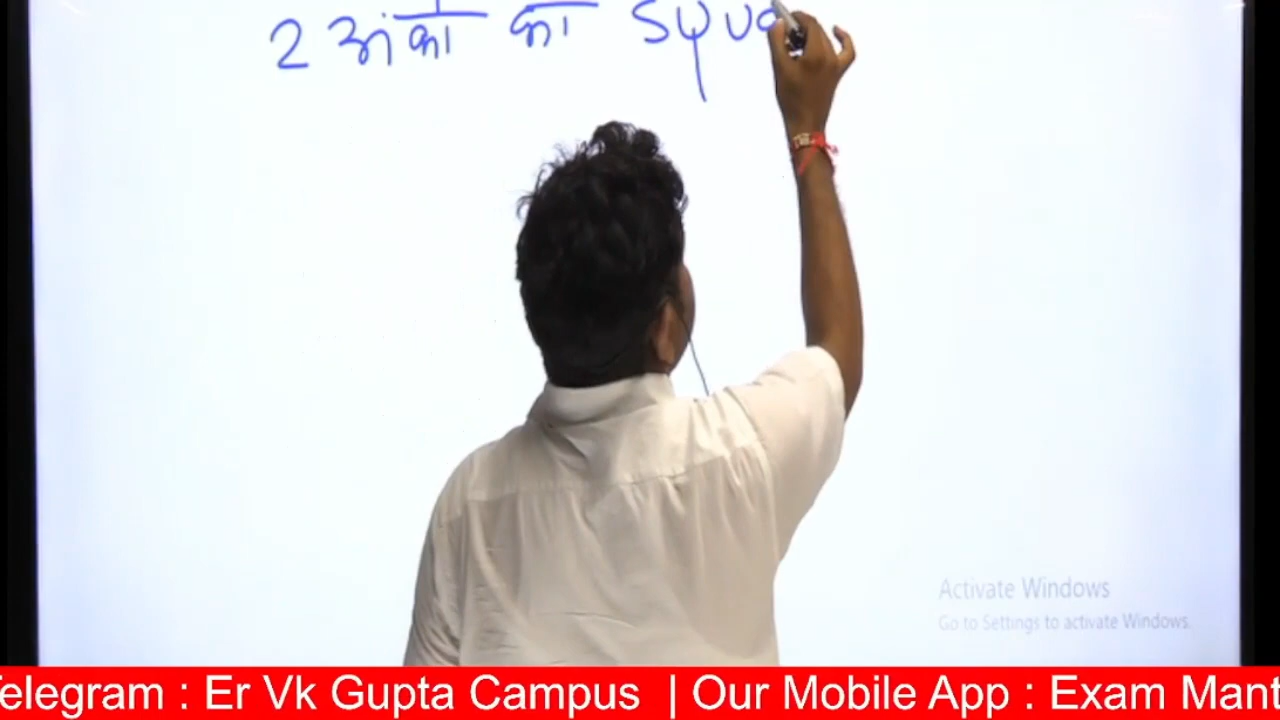 2 अंको का Squa
Activate Windows
Go to Settings to activate Windows.
elegram : Er Vk Gupta Campus | Our Mobile App : Exam Mant